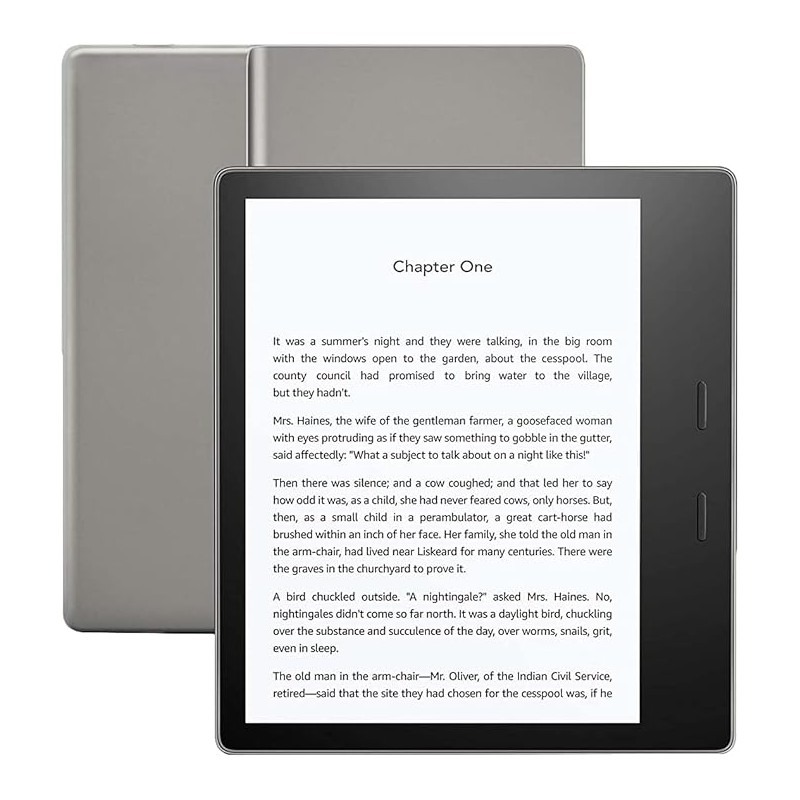 Chapter One
It was a summer's night and they were talking, in the big room
with the windows open to the garden, about the cesspool. The
county council had promised to bring water to the village,
but they hadn't.
Mrs. Haines, the wife of the gentleman farmer, a goosefaced woman
with eyes protruding as if they saw something to gobble in the gutter,
said affectedly: "What a subject to talk about on a night like this!"
Then there was silence; and a cow coughed; and that led her to say
how odd it was, as a child, she had never feared cows, only horses. But,
then, as a small child in a perambulator, a great cart-horse had
brushed within an inch of her face. Her family, she told the old man in
the arm-chair, had lived near Liskeard for many centuries. There were
the graves in the churchyard to prove it.
A bird chuckled outside. "A nightingale?" asked Mrs. Haines. No,
nightingales didn't come so far north. It was a daylight bird, chuckling
over the substance and succulence of the day, over worms, snails, grit,
even in sleep.
The old man in the arm-chair—Mr. Oliver, of the Indian Civil Service,
retired—said that the site they had chosen for the cesspool was, if he